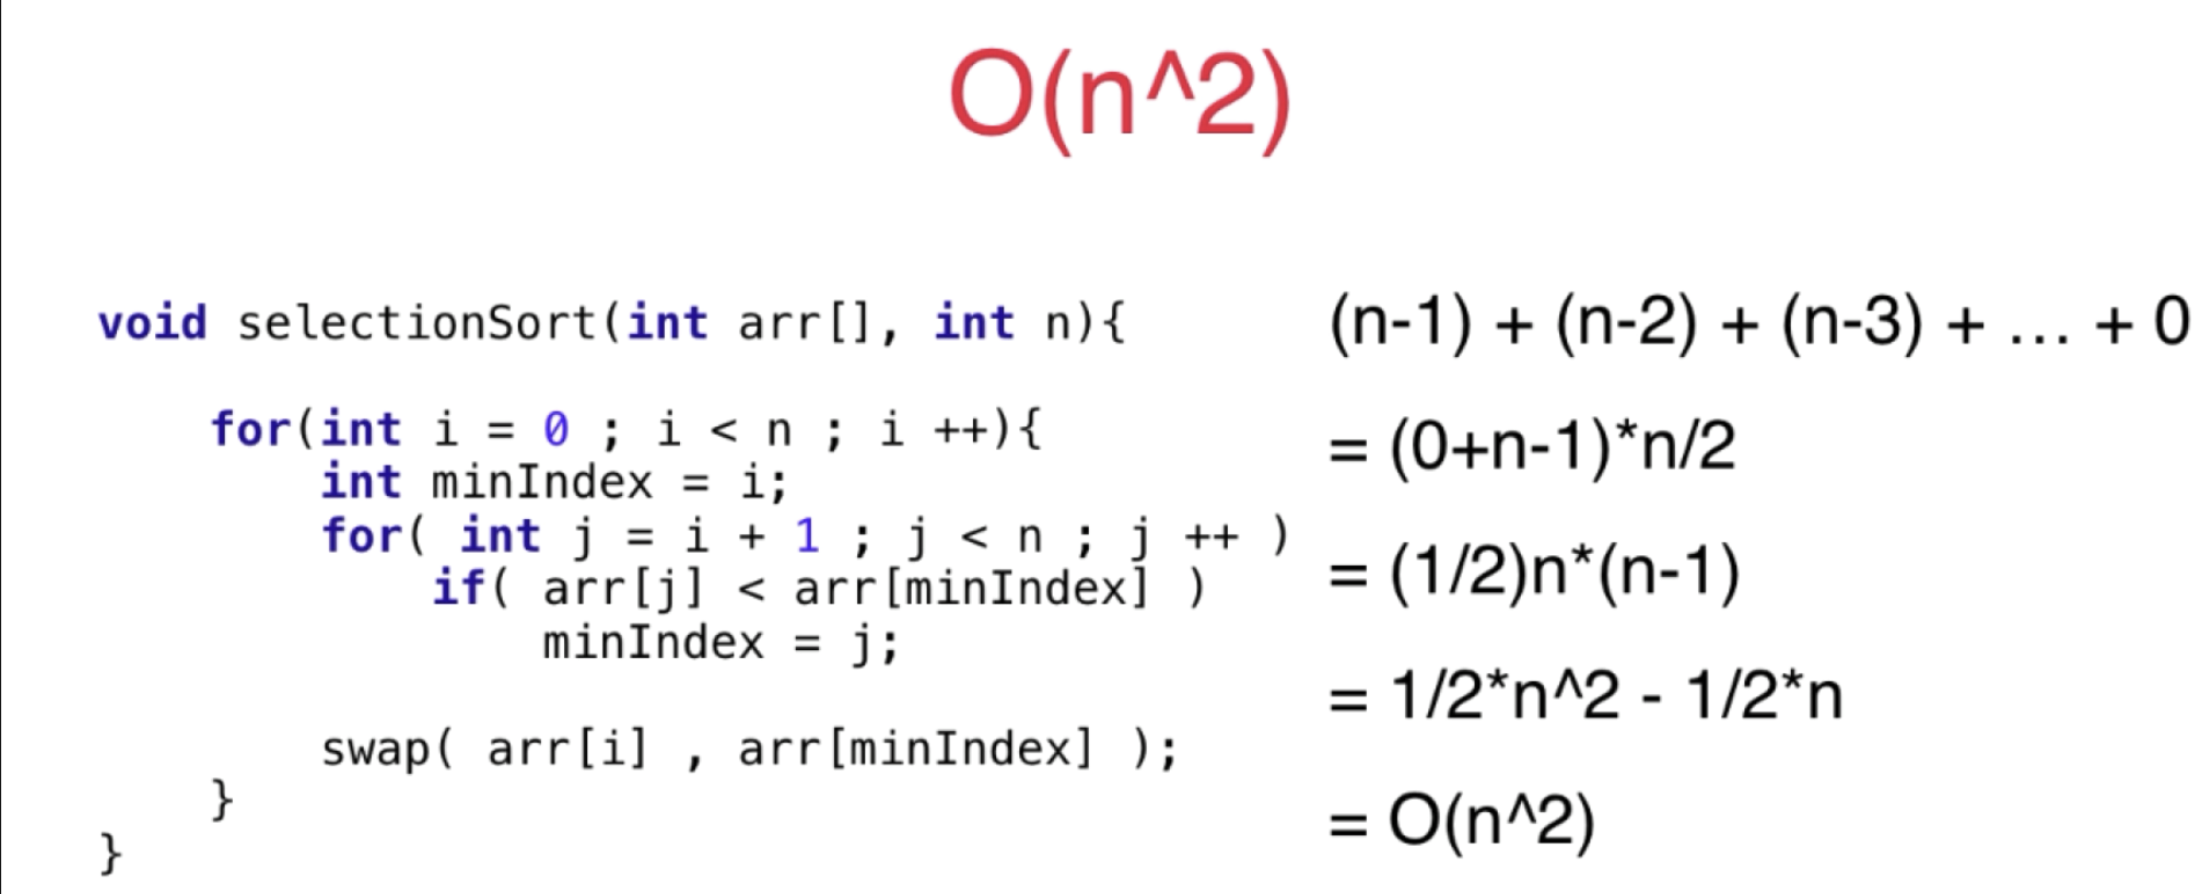 O(n^2)
void selectionSort(int arr[], int n){
for(int i = 0 ; i < n ; i ++){
int minIndex = i;
for( int j = i + 1 ; j < n ; j ++ )
if( arr[j] < arr[minIndex] )
minIndex = j;
swap( arr[i] , arr[minIndex] );
}
}
(n-1) + (n-2) + (n-3) + … + 0
= (0+n-1)*n/2
= (1/2)n*(n-1)
= 1/2*n^2 - 1/2*n
= O(n^2)